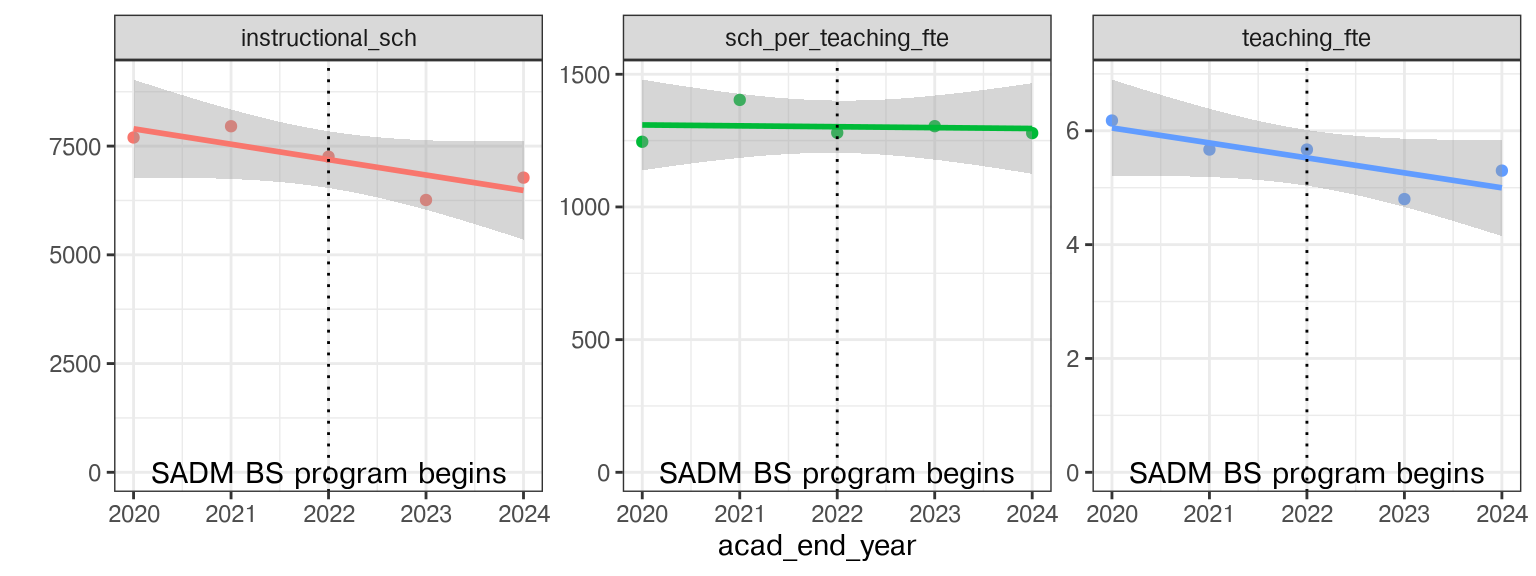 instructional_sch
sch_per_teaching_fte
teaching_fte
7500
5000
2500
0
1500
1000
500
0
6
4
2
0
SADM BS program begins
SADM BS program begins
SADM BS program begins
2020 2021 2022 2023 2024
2020 2021 2022 2023 2024
2020 2021 2022 2023 2024
acad_end_year